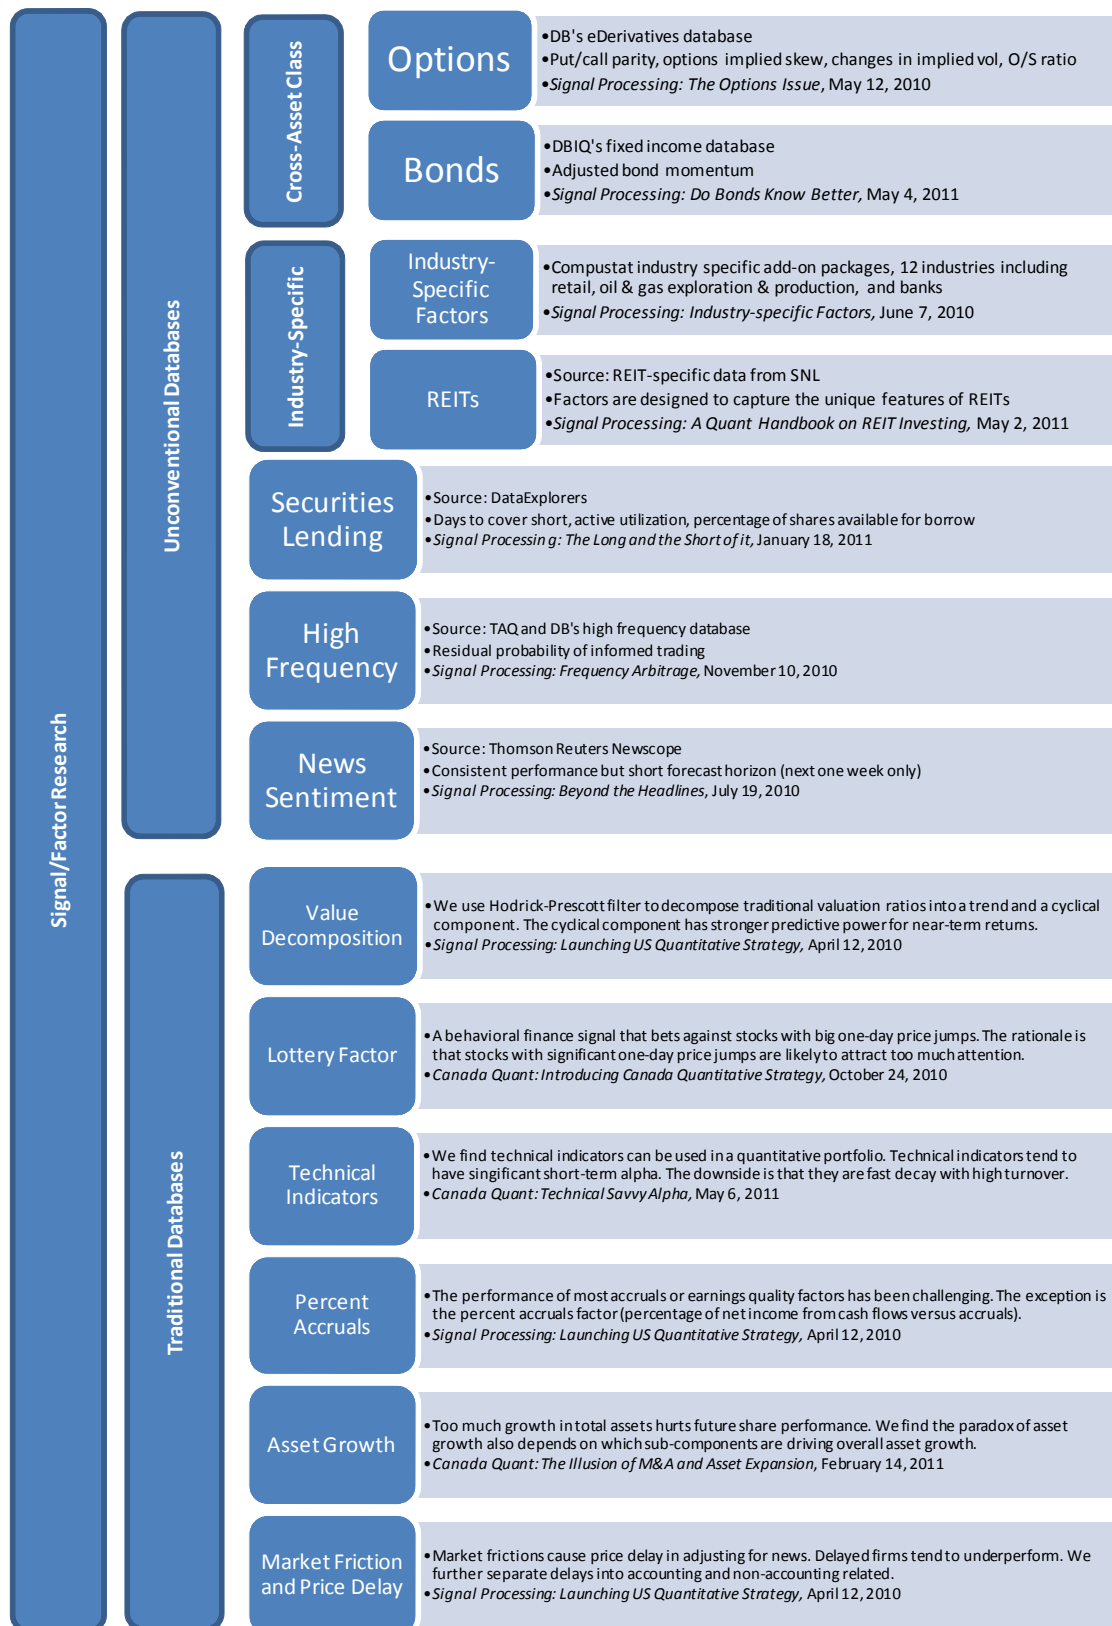 Signal/Factor Research
Unconventional Databases
Cross-Asset Class
Options
•DB's eDerivatives database
•Put/call parity, options implied skew, changes in implied vol, O/S ratio
•Signal Processing: The Options Issue, May 12, 2010
Bonds
•DBIQ's fixed income database
•Adjusted bond momentum
•Signal Processing: Do Bonds Know Better, May 4, 2011
Industry-Specific
Industry-
Specific
Factors
•Compustat industry specific add-on packages, 12 industries including
retail, oil & gas exploration & production, and banks
•Signal Processing: Industry-specific Factors, June 7, 2010
REITs
•Source: REIT-specific data from SNL
•Factors are designed to capture the unique features of REITs
•Signal Processing: A Quant Handbook on REIT Investing, May 2, 2011
Securities
Lending
•Source: DataExplorers
•Days to cover short, active utilization, percentage of shares available for borrow
•Signal Processing: The Long and the Short of it, January 18, 2011
High
Frequency
•Source: TAQ and DB's high frequency database
•Residual probability of informed trading
•Signal Processing: Frequency Arbitrage, November 10, 2010
News
Sentiment
•Source: Thomson Reuters Newscope
•Consistent performance but short forecast horizon (next one week only)
•Signal Processing: Beyond the Headlines, July 19, 2010
Traditional Databases
Value
Decomposition
•We use Hodrick-Prescott filter to decompose traditional valuation ratios into a trend and a cyclical
component. The cyclical component has stronger predictive power for near-term returns.
•Signal Processing: Launching US Quantitative Strategy, April 12, 2010
Lottery Factor
•A behavioral finance signal that bets against stocks with big one-day price jumps. The rationale is
that stocks with significant one-day price jumps are likely to attract too much attention.
•Canada Quant: Introducing Canada Quantitative Strategy, October 24, 2010
Technical
Indicators
•We find technical indicators can be used in a quantitative portfolio. Technical indicators tend to
have singificant short-term alpha. The downside is that they are fast decay with high turnover.
•Canada Quant: Technical Savvy Alpha, May 6, 2011
Percent
Accruals
•The performance of most accruals or earnings quality factors has been challenging. The exception is
the percent accruals factor (percentage of net income from cash flows versus accruals).
•Signal Processing: Launching US Quantitative Strategy, April 12, 2010
Asset Growth
•Too much growth in total assets hurts future share performance. We find the paradox of asset
growth also depends on which sub-components are driving overall asset growth.
•Canada Quant: The Illusion of M&A and Asset Expansion, February 14, 2011
Market Friction
and Price Delay
•Market frictions cause price delay in adjusting for news. Delayed firms tend to underperform. We
further separate delays into accounting and non-accounting related.
•Signal Processing: Launching US Quantitative Strategy, April 12, 2010